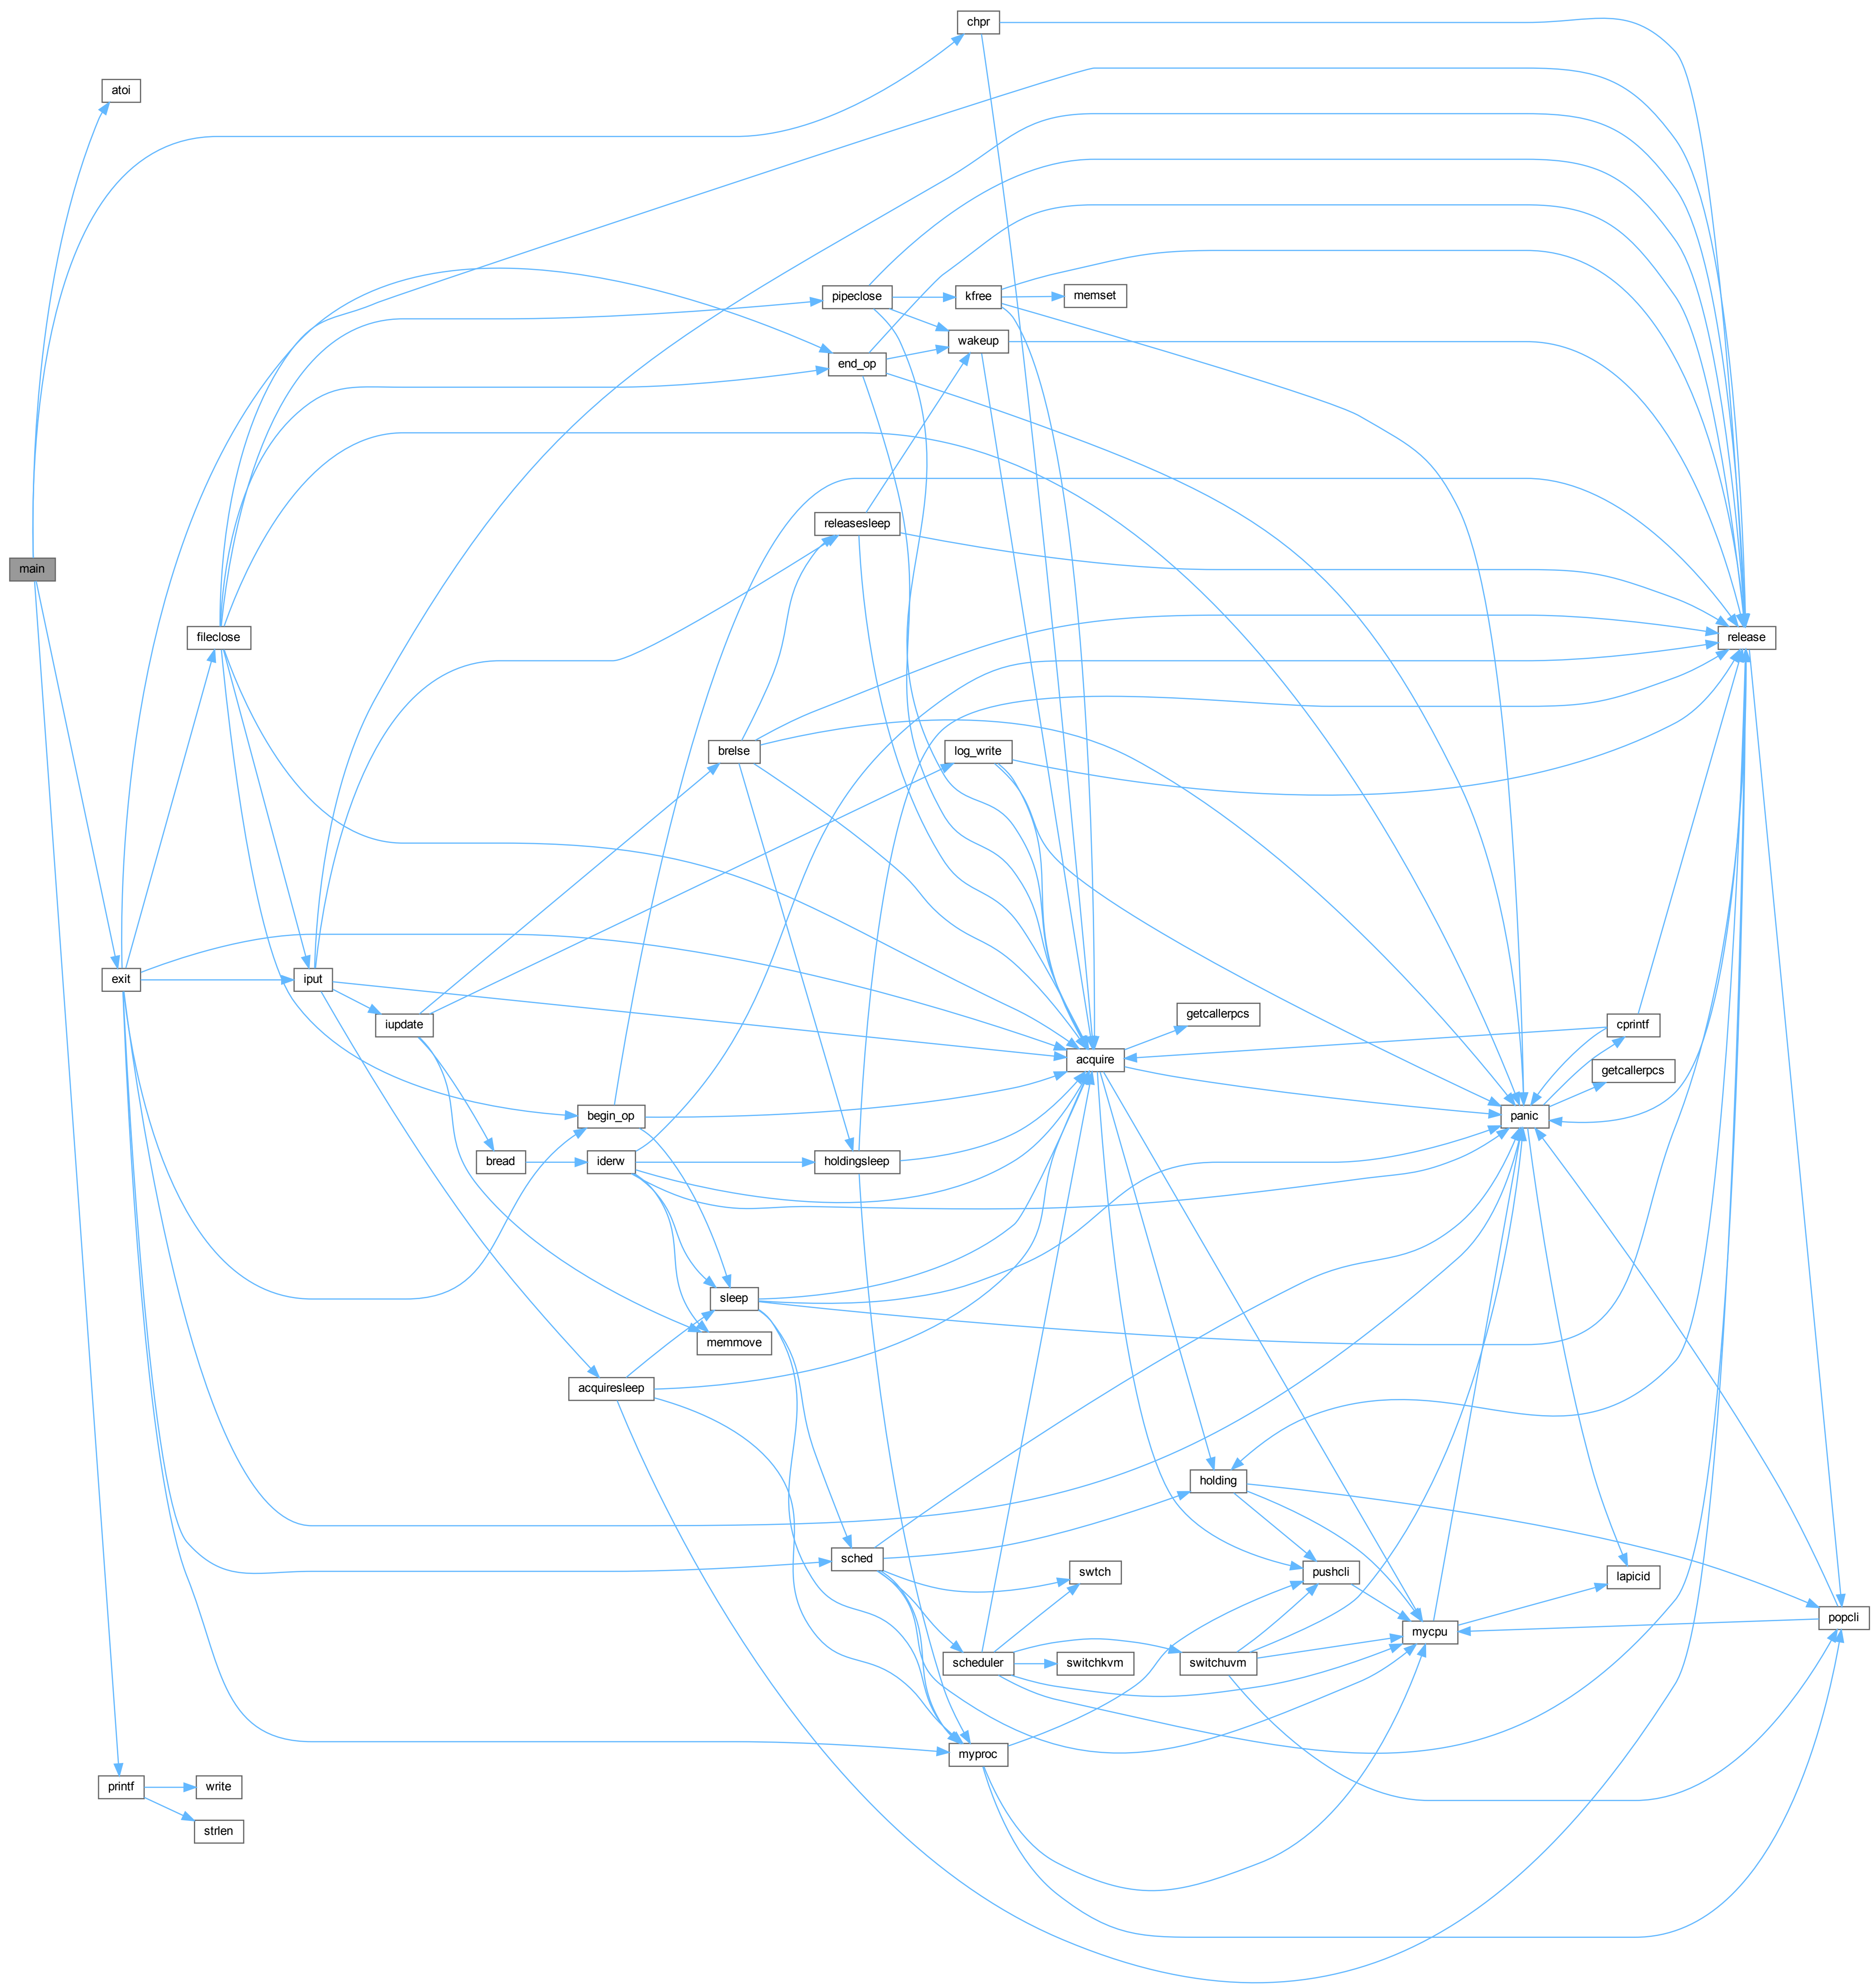 chpr
atoi
pipeclose
kfree
memset
wakeup
end_op
releasesleep
main
fileclose
release
brelse
log_write
exit
iput
getcallerpcs
iupdate
cprintf
acquire
getcallerpcs
begin_op
panic
bread
iderw
holdingsleep
sleep
memmove
acquiresleep
holding
sched
swtch
pushcli
lapicid
popcli
mycpu
scheduler
switchkvm
switchuvm
myproc
printf
write
strlen